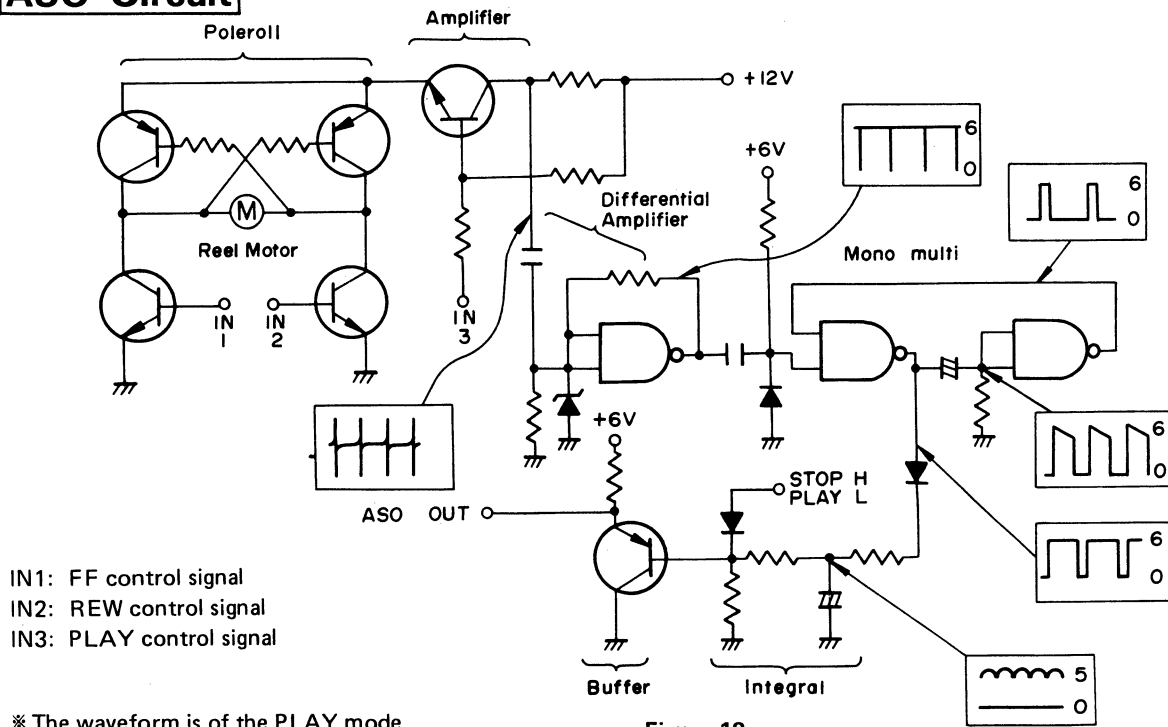 ASO Circuit
Poleroll
Amplifier
+12V
6
0
+6V
6
0
Differential
Amplifier
Mono multi
M
Reel Motor
IN
1
IN
2
IN
3
6
0
+6V
STOP H
PLAY L
ASO OUT
6
0
IN1: FF control signal
IN2: REW control signal
IN3: PLAY control signal
5
0
Buffer
Integral
※ The waveform is of the PLAY mode